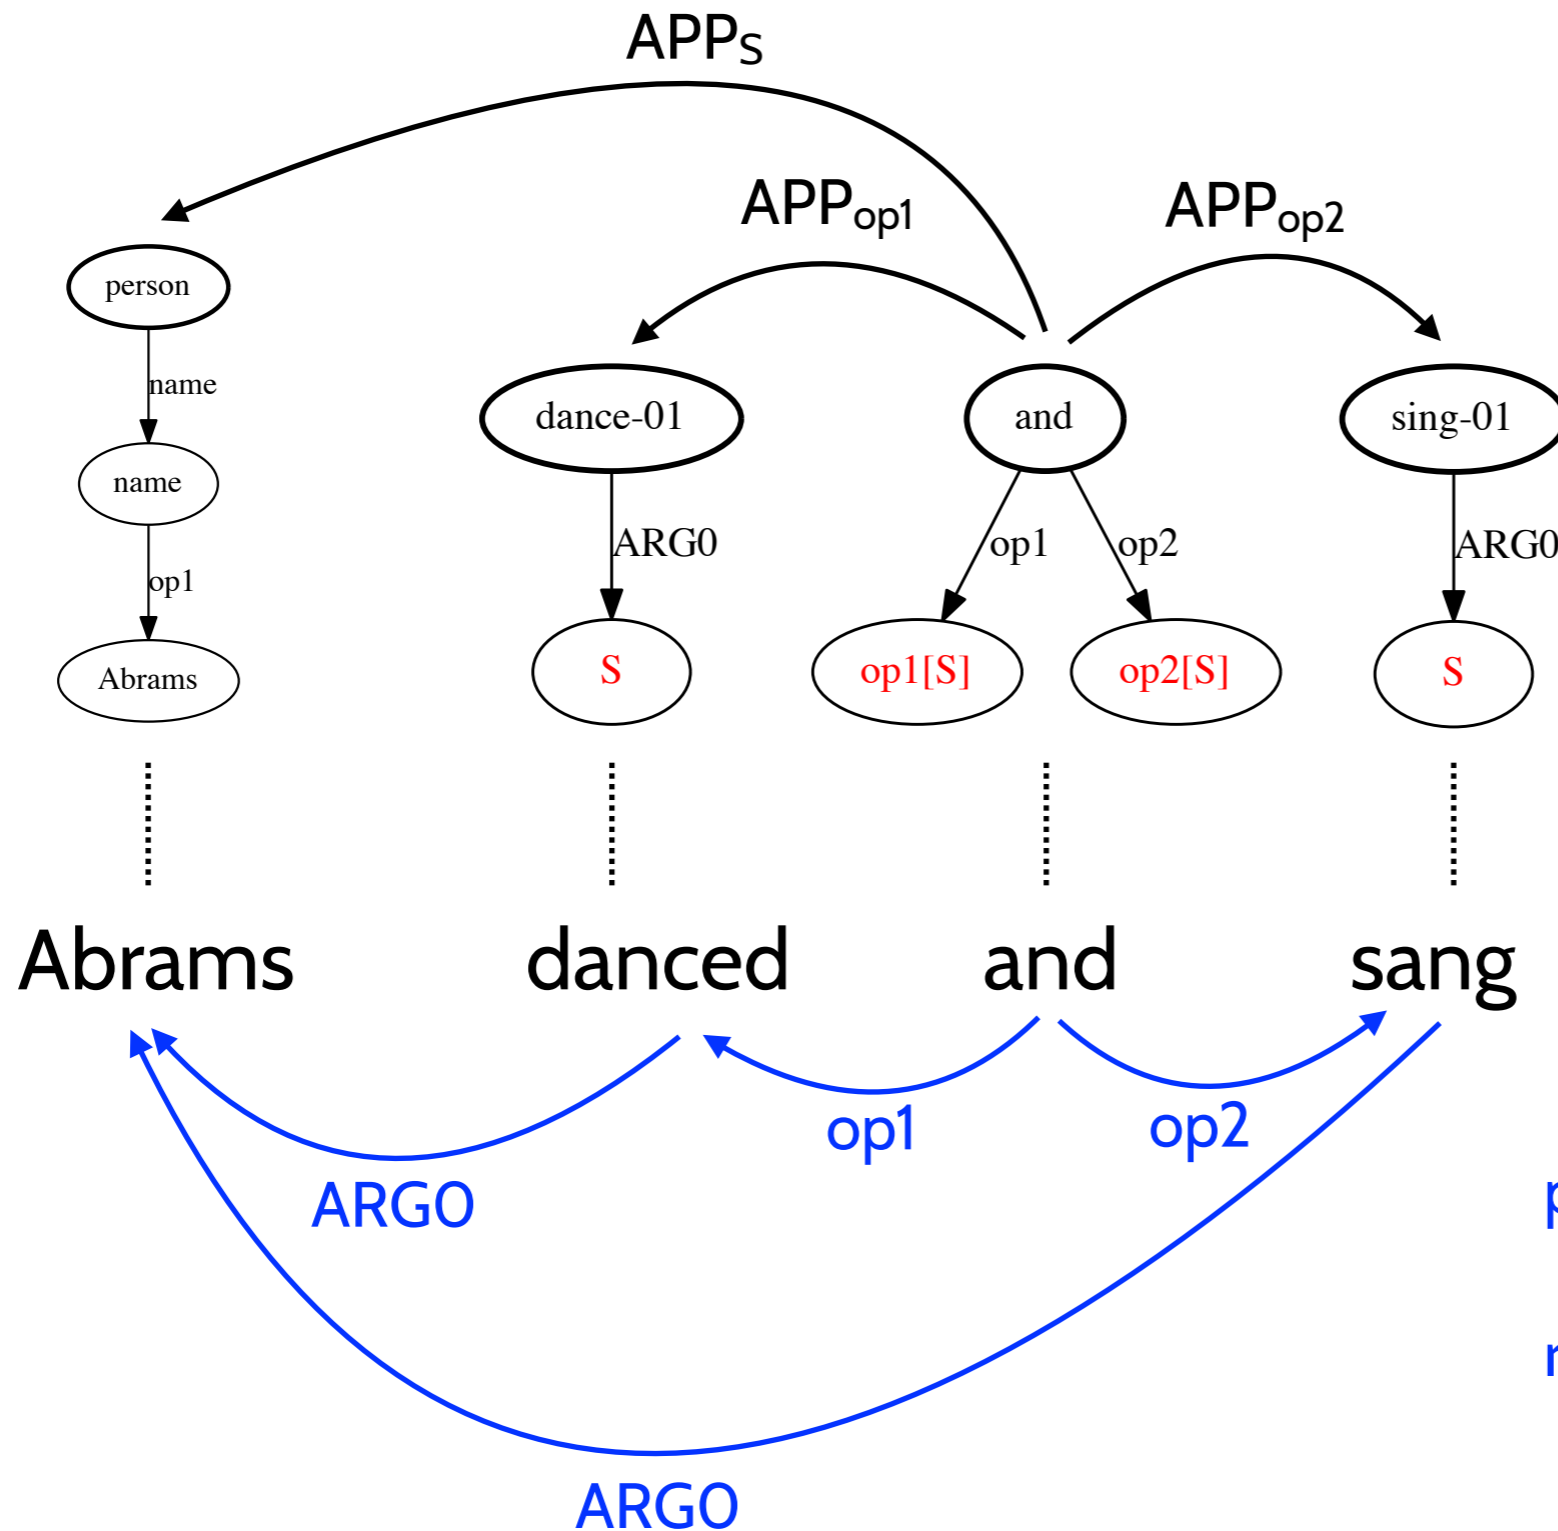 APPS
APPop1 APPop2
person
name
dance-01 and sing-01
name
ARG0 op1 op2 ARG0
op1
S op1[S] op2[S] S
Abrams
Abrams danced and sang
op1 op2
ARG0
ARG0